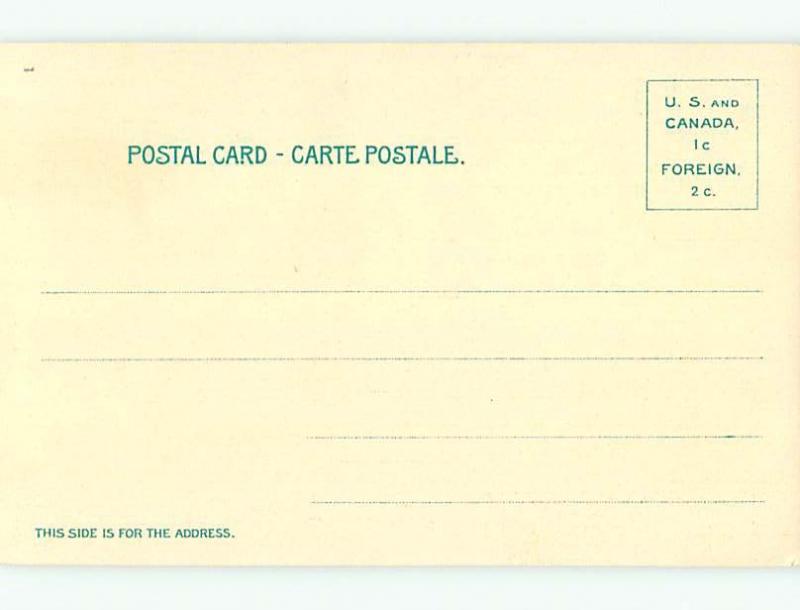 U. S. AND
CANADA,
1c
FOREIGN,
2 c.
POSTAL CARD - CARTE POSTALE.
THIS SIDE IS FOR THE ADDRESS.